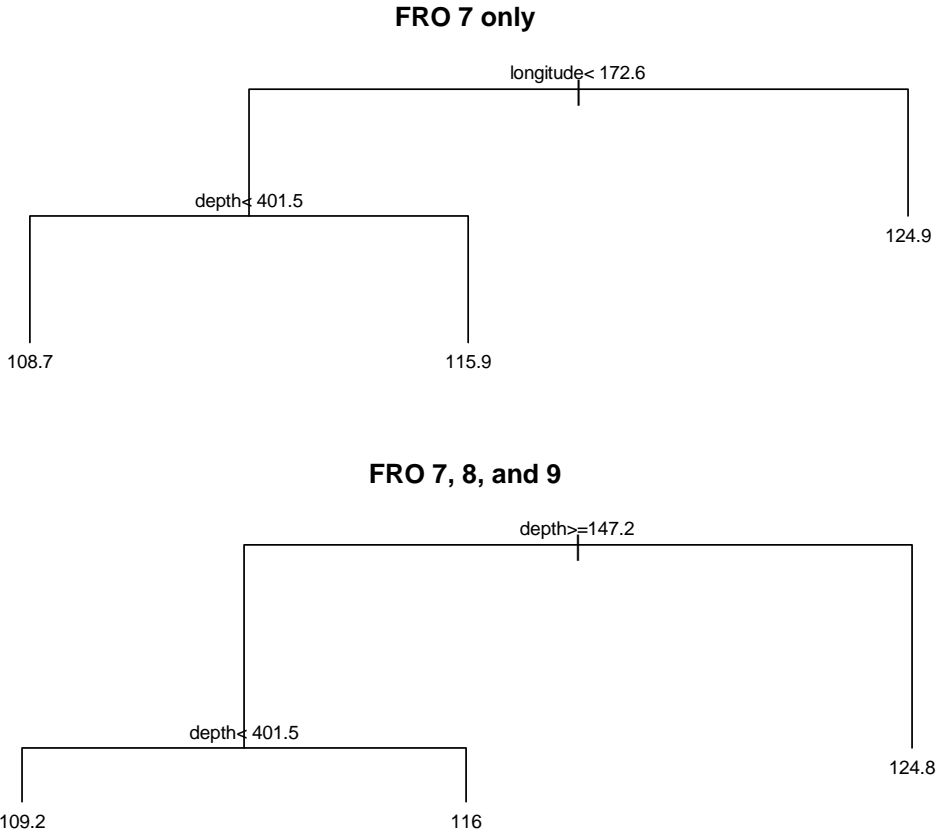 FRO 7 only
longitude< 172.6
depth< 401.5
124.9
108.7
115.9
FRO 7, 8, and 9
depth>=147.2
depth< 401.5
124.8
109.2
116